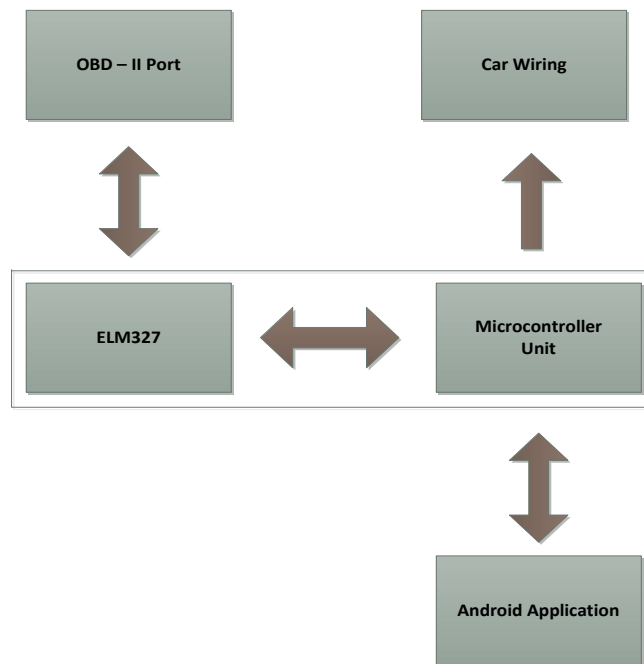 OBD – II Port
Car Wiring
ELM327
Microcontroller
Unit
Android Application